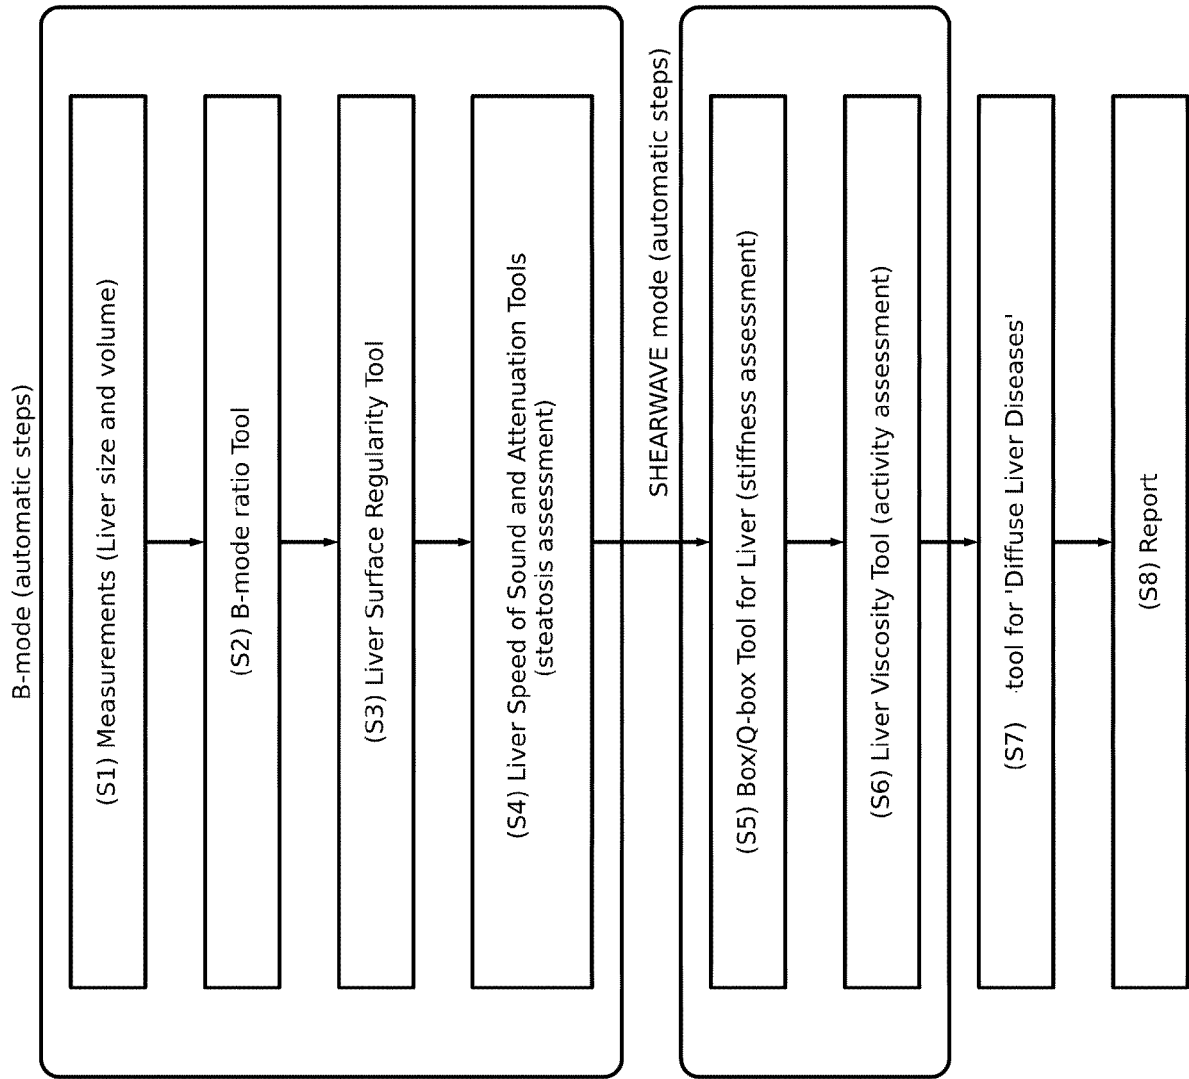 B-mode (automatic steps)
(S1) Measurements (Liver size and volume)
(S2) B-mode ratio Tool
(S3) Liver Surface Regularity Tool
(S4) Liver Speed of Sound and Attenuation Tools
(steatosis assessment)
SHEARWAVE mode (automatic steps)
(S5) Box/Q-box Tool for Liver (stiffness assessment)
(S6) Liver Viscosity Tool (activity assessment)
(S7) tool for 'Diffuse Liver Diseases'
(S8) Report